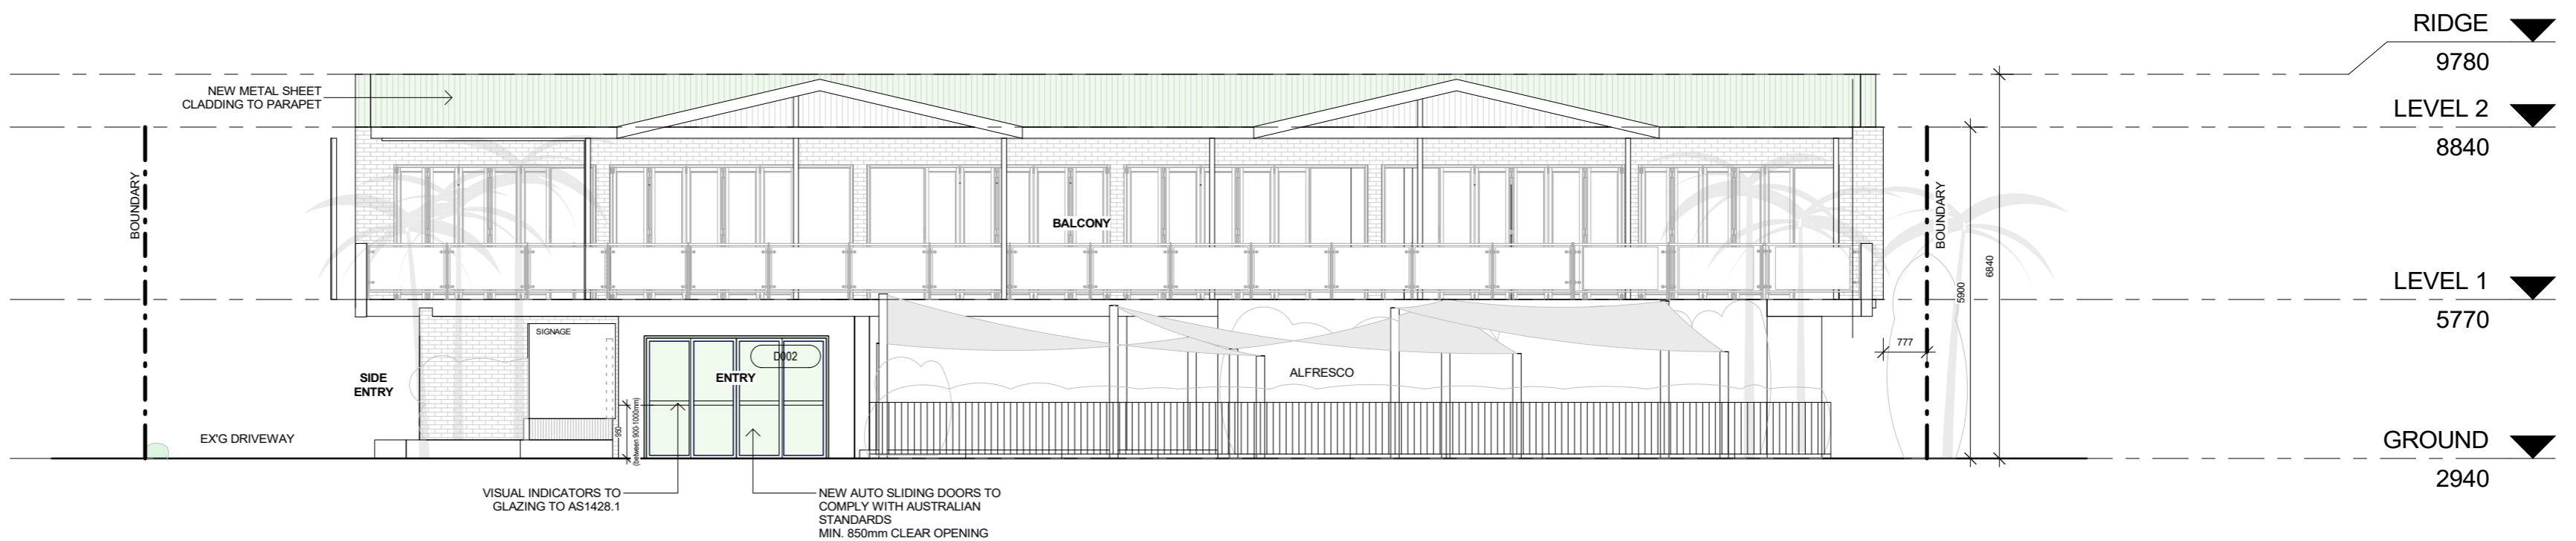 RIDGE
9780
NEW METAL SHEET
CLADDING TO PARAPET
LEVEL 2
8840
BOUNDARY
BALCONY
BOUNDARY
6840
5900
LEVEL 1
5770
SIGNAGE
D002
777
SIDE
ENTRY
ENTRY
ALFRESCO
950
(between 900-1000mm)
EX'G DRIVEWAY
GROUND
2940
VISUAL INDICATORS TO
GLAZING TO AS1428.1
NEW AUTO SLIDING DOORS TO
COMPLY WITH AUSTRALIAN
STANDARDS
MIN. 850mm CLEAR OPENING